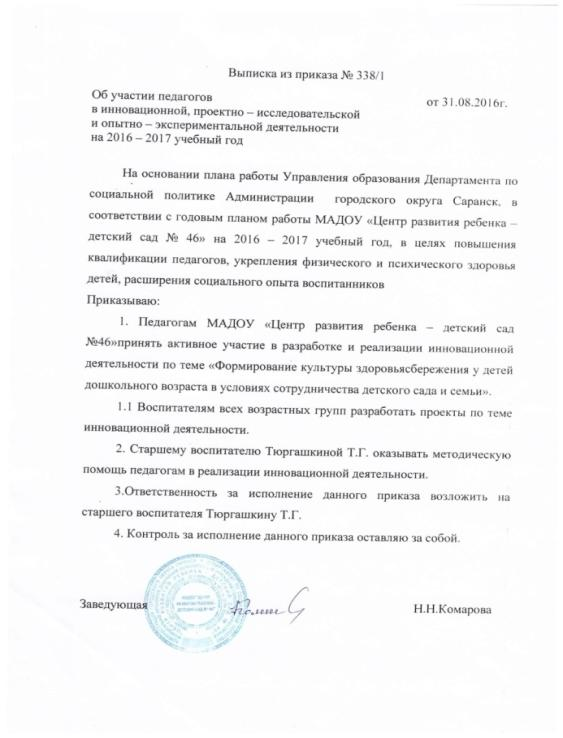 Выписка из приказа № 338/1
Об участии педагогов
от 31.08.2016г.
в инновационной, проектно – исследовательской
и опытно – экспериментальной деятельности
на 2016 – 2017 учебный год
На основании плана работы Управления образования Департамента по
социальной политике Администрации городского округа Саранск, в
соответствии с годовым планом работы МАДОУ «Центр развития ребенка –
детский сад № 46» на 2016 – 2017 учебный год, в целях повышения
квалификации педагогов, укрепления физического и психического здоровья
детей, расширения социального опыта воспитанников
Приказываю:
1. Педагогам МАДОУ «Центр развития ребенка – детский сад
№46»принять активное участие в разработке и реализации инновационной
деятельности по теме «Формирование культуры здоровьясбережения у детей
дошкольного возраста в условиях сотрудничества детского сада и семьи».
1.1 Воспитателям всех возрастных групп разработать проекты по теме
инновационной деятельности.
2. Старшему воспитателю Тюргашкиной Т.Г. оказывать методическую
помощь педагогам в реализации инновационной деятельности.
3.Ответственность за исполнение данного приказа возложить на
старшего воспитателя Тюргашкину Т.Г.
4. Контроль за исполнение данного приказа оставляю за собой.
Заведующая
Н.Н.Комарова